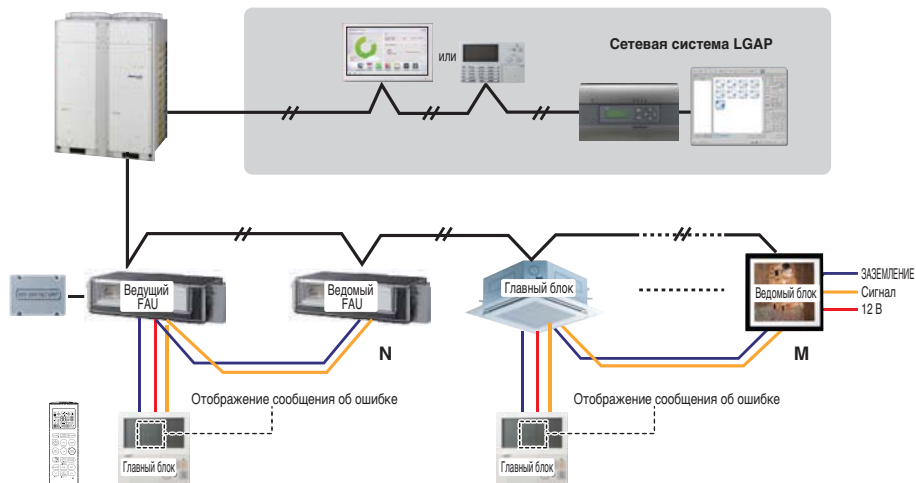 Сетевая система LGAP
или
Ведущий
FAU
Ведомый
FAU
Главный блок
Ведомый блок
ЗАЗЕМЛЕНИЕ
Сигнал
12 В
N
M
Отображение сообщения об ошибке
Отображение сообщения об ошибке
Главный блок
Главный блок